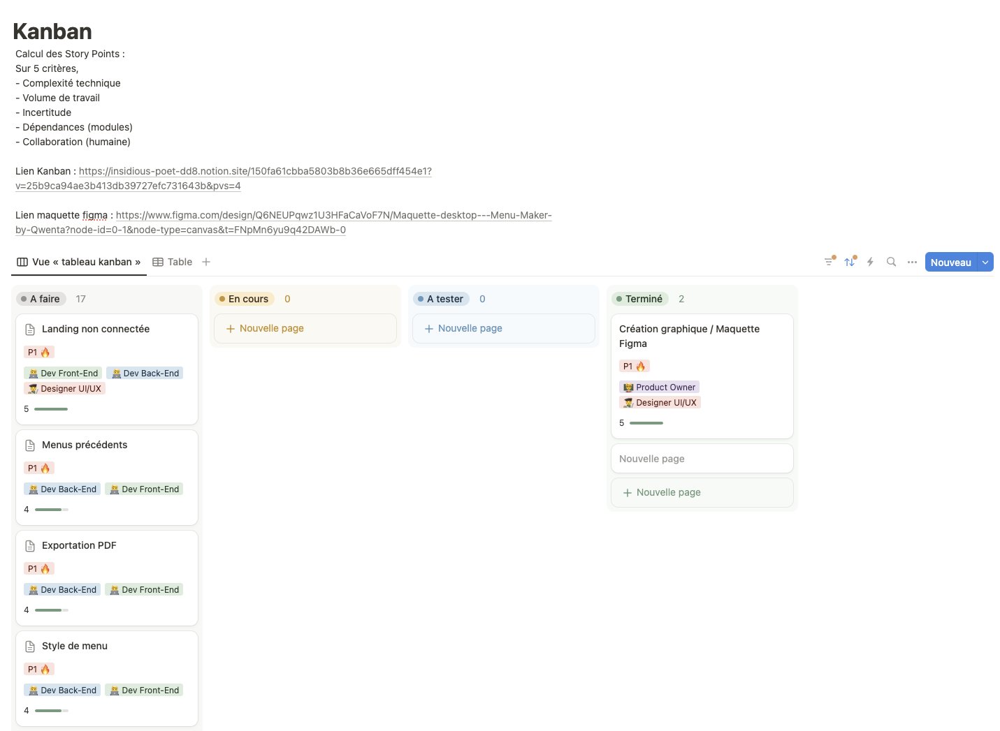 Kanban
Calcul des Story Points :
Sur 5 critères,
- Complexité technique
- Volume de travail
- Incertitude
- Dépendances (modules)
- Collaboration (humaine)
Lien Kanban : https://insidious-poet-dd8.notion.site/150fa61cbba5803b8b36e665dff454e1?
v=25b9ca94ae3b413db39727efc731643b&pvs=4
Lien maquette figma : https://www.figma.com/design/Q6NEUPqwz1U3HFaCaVoF7N/Maquette-desktop---Menu-Maker-
by-Qwenta?node-id=0-1&node-type=canvas&t=FNpMn6yu9q42DAWb-0
Vue « tableau kanban » Table
Nouveau
A faire 17
Landing non connectée
P1 🔥
Dev Front-End Dev Back-End
Designer UI/UX
5
Menus précédents
P1 🔥
Dev Back-End Dev Front-End
4
Exportation PDF
P1 🔥
Dev Back-End Dev Front-End
4
Style de menu
P1 🔥
Dev Back-End Dev Front-End
4
En cours 0
+ Nouvelle page
A tester 0
+ Nouvelle page
Terminé 2
Création graphique / Maquette
Figma
P1 🔥
Product Owner
Designer UI/UX
5
Nouvelle page
+ Nouvelle page